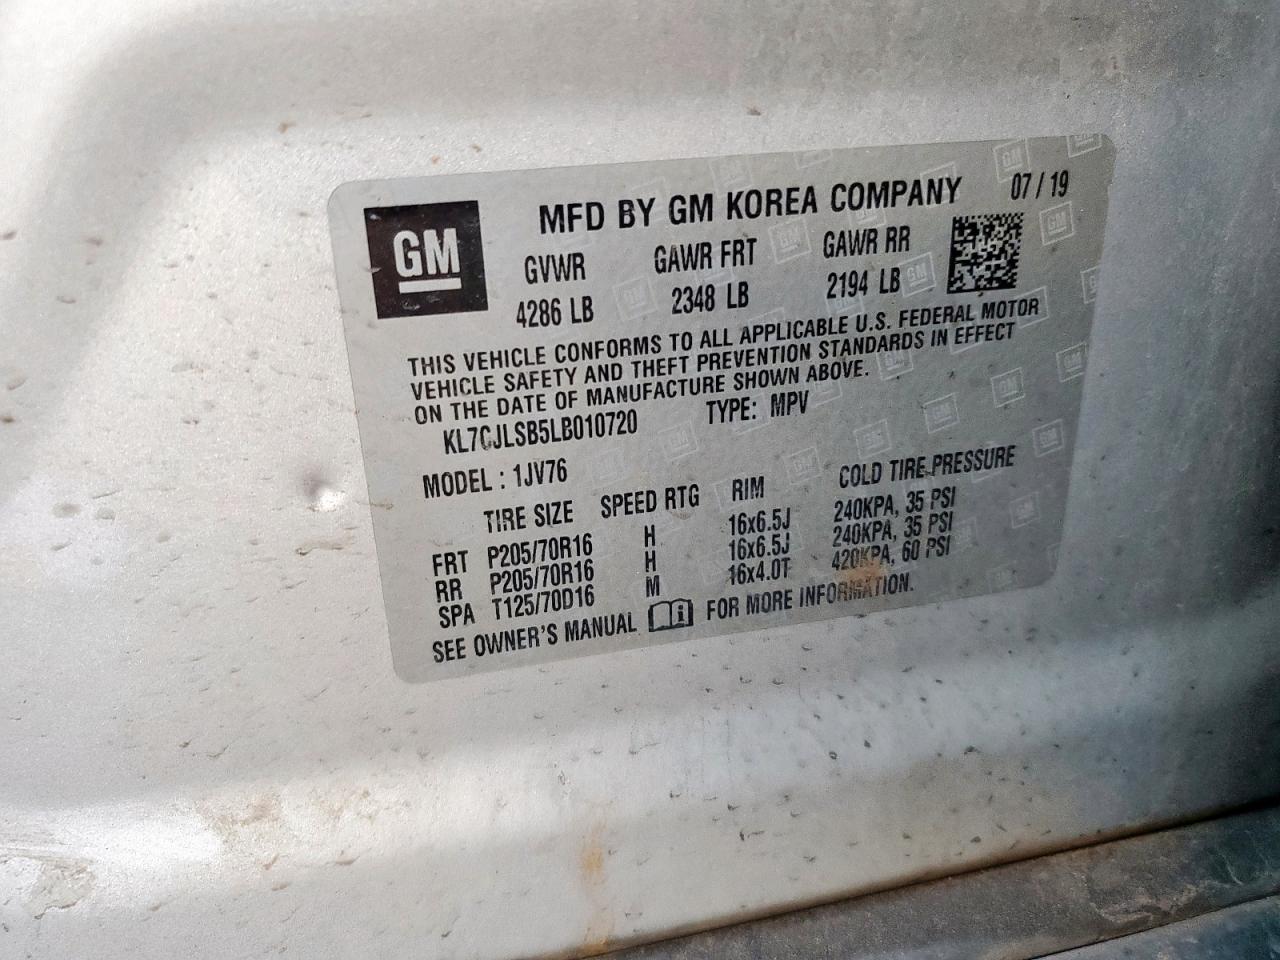 GM
MFD BY GM KOREA COMPANY 07 / 19
GVWR GAWR FRT GAWR RR
4286 LB 2348 LB 2194 LB
THIS VEHICLE CONFORMS TO ALL APPLICABLE U.S. FEDERAL MOTOR
VEHICLE SAFETY AND THEFT PREVENTION STANDARDS IN EFFECT
ON THE DATE OF MANUFACTURE SHOWN ABOVE.
KL7CJLSB5LB010720 TYPE: MPV
MODEL : 1JV76
TIRE SIZE SPEED RTG RIM COLD TIRE PRESSURE
FRT P205/70R16 H 16x6.5J 240KPA, 35 PSI
RR P205/70R16 H 16x6.5J 240KPA, 35 PSI
SPA T125/70D16 M 16x4.0T 420KPA, 60 PSI
SEE OWNER'S MANUAL FOR MORE INFORMATION.